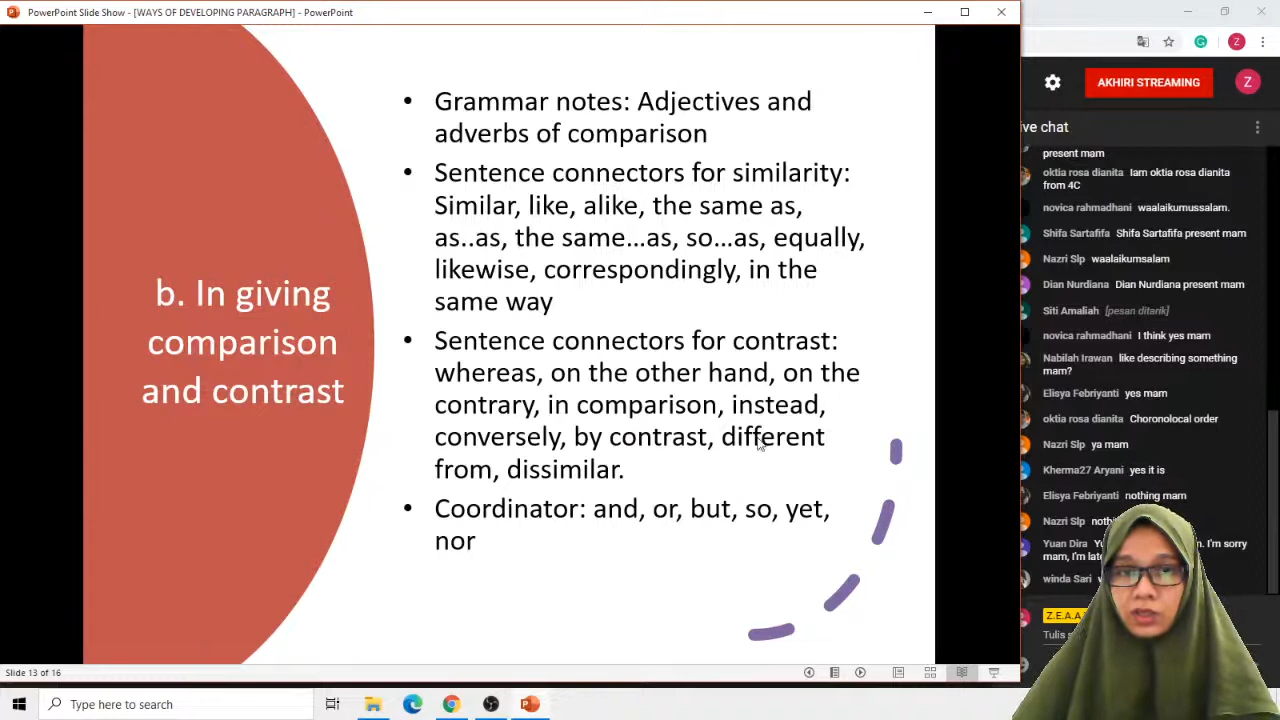 PowerPoint Slide Show - [WAYS OF DEVELOPING PARAGRAPH] - PowerPoint
b. In giving
comparison
and contrast
• Grammar notes: Adjectives and
adverbs of comparison
• Sentence connectors for similarity:
Similar, like, alike, the same as,
as..as, the same…as, so…as, equally,
likewise, correspondingly, in the
same way
• Sentence connectors for contrast:
whereas, on the other hand, on the
contrary, in comparison, instead,
conversely, by contrast, different
from, dissimilar.
• Coordinator: and, or, but, so, yet,
nor
Slide 13 of 16
Type here to search
Z
AKHIRI STREAMING
Z
ive chat
present mam
oktia rosa dianita Iam oktia rosa dianita
from 4C
novica rahmadhani waalaikumussalam.
Shifa Sartafifa Shifa Sartafifa present mam
Nazri Slp waalaikumsalam
Dian Nurdiana Dian Nurdiana present mam
Siti Amaliah [pesan ditarik]
novica rahmadhani I think yes mam
Nabilah Irawan like describing something
mam?
Elisya Febriyanti yes mam
oktia rosa dianita Choronolocal order
Nazri Slp ya mam
Kherma27 Aryani yes it is
Elisya Febriyanti nothing mam
Nazri Slp
Yuan Dira I'm sorry
mam, I'm
winda Sari
Z.E.A.A
Tulis